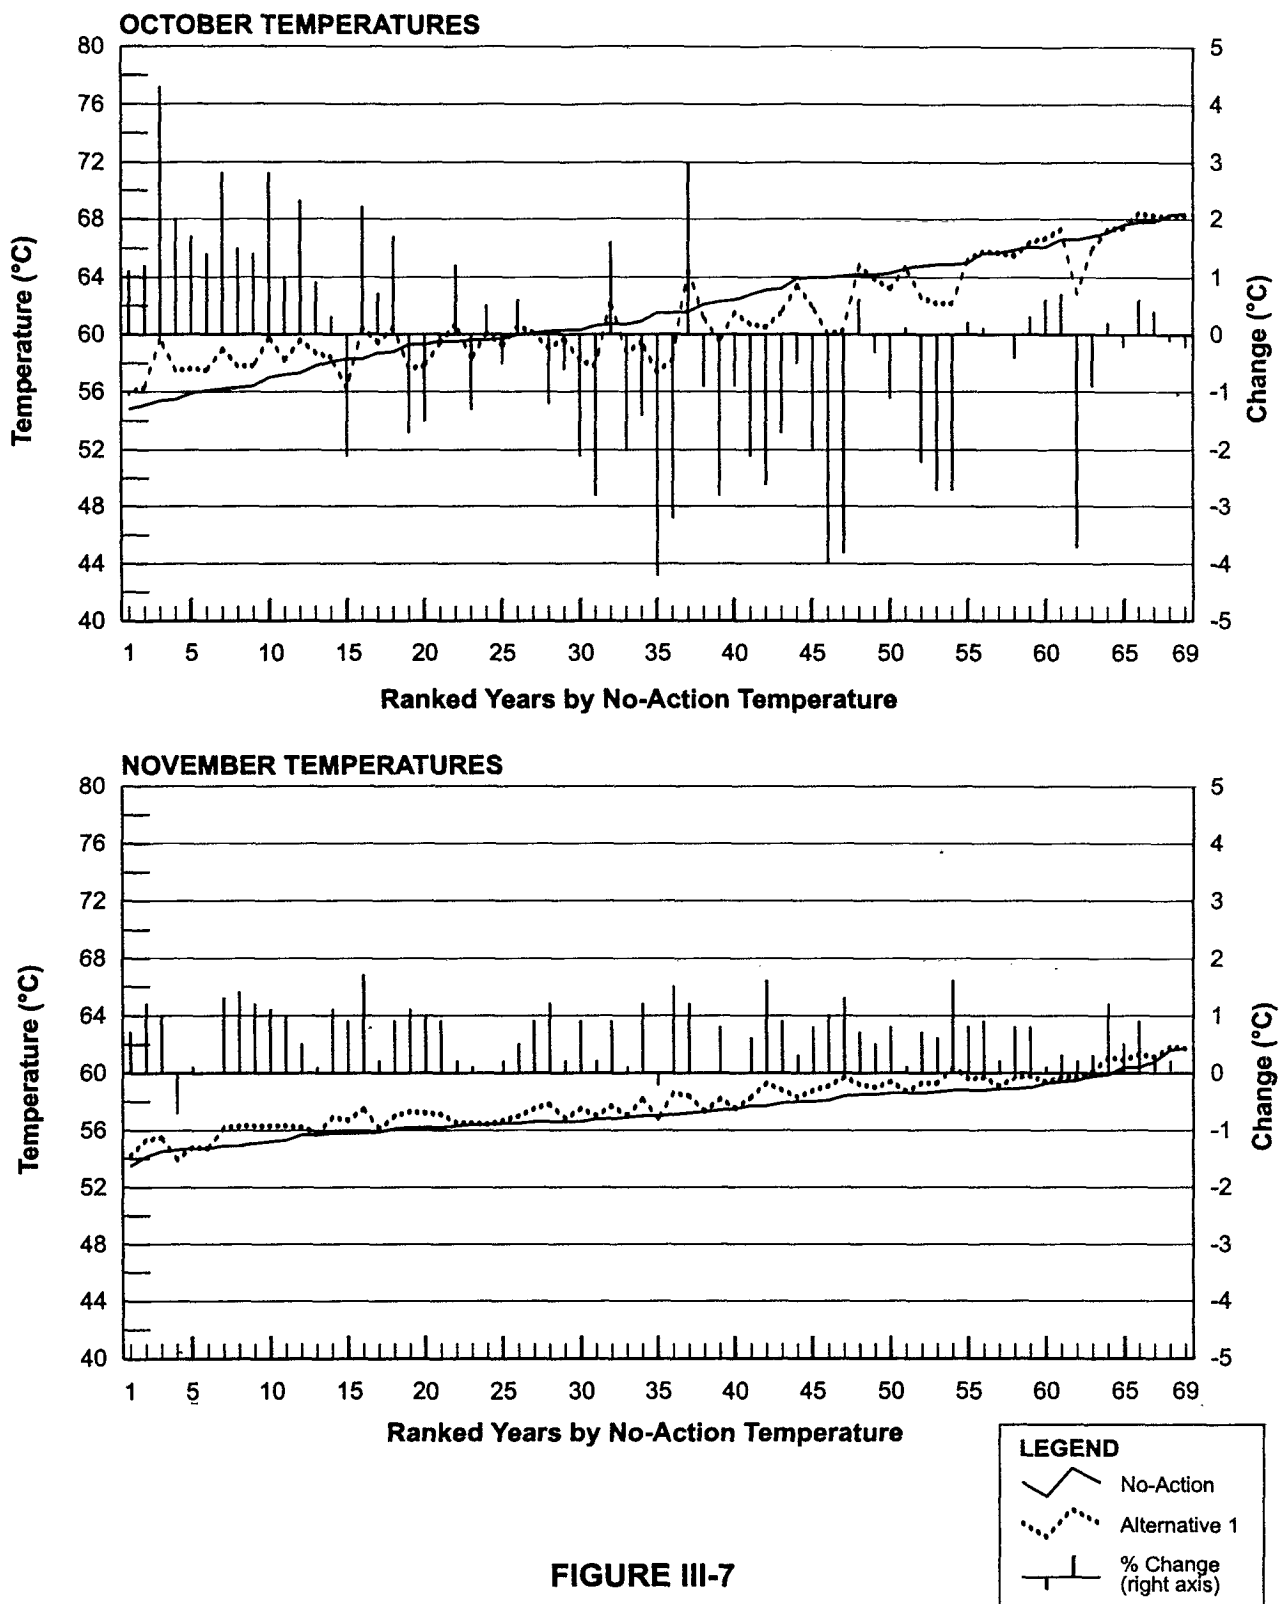 OCTOBER TEMPERATURES
80
76
72
68
64
60
56
52
48
44
40
Temperature (°C)
5
4
3
2
1
0
-1
-2
-3
-4
-5
Change (°C)
1 5 10 15 20 25 30 35 40 45 50 55 60 65 69
Ranked Years by No-Action Temperature
NOVEMBER TEMPERATURES
80
76
72
68
64
60
56
52
48
44
40
Temperature (°C)
5
4
3
2
1
0
-1
-2
-3
-4
-5
Change (°C)
1 5 10 15 20 25 30 35 40 45 50 55 60 65 69
Ranked Years by No-Action Temperature
LEGEND
No-Action
Alternative 1
% Change
(right axis)
FIGURE III-7